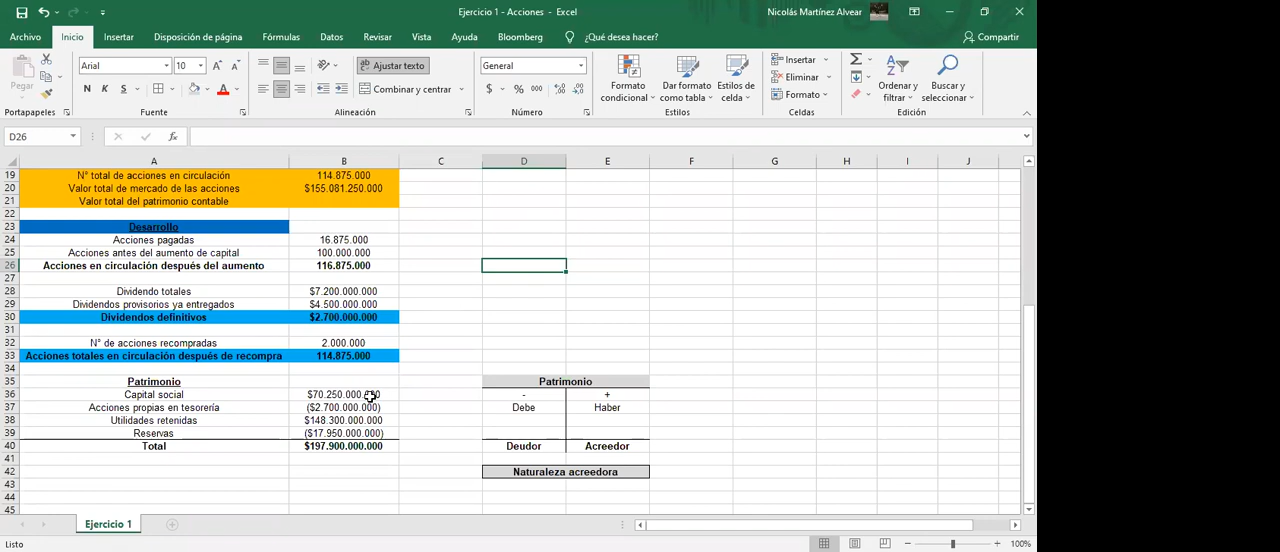 Ejercicio 1 - Acciones - Excel
Nicolás Martínez Alvear
Archivo Inicio Insertar Disposición de página Fórmulas Datos Revisar Vista Ayuda Bloomberg ¿Qué desea hacer? Compartir
Pegar
Arial 10
N K S
Ajustar texto
Combinar y centrar
General
$ % 000
Formato condicional
Dar formato como tabla
Estilos de celda
Insertar
Eliminar
Formato
Ordenar y filtrar
Buscar y seleccionar
Portapapeles Fuente Alineación Número Estilos Celdas Edición
D26 fx
A B C D E F G H I J
19 N° total de acciones en circulación 114.875.000
20 Valor total de mercado de las acciones $155.081.250.000
21 Valor total del patrimonio contable
22
23 Desarrollo
24 Acciones pagadas 16.875.000
25 Acciones antes del aumento de capital 100.000.000
26 Acciones en circulación después del aumento 116.875.000
27
28 Dividendo totales $7.200.000.000
29 Dividendos provisorios ya entregados $4.500.000.000
30 Dividendos definitivos $2.700.000.000
31
32 N° de acciones recompradas 2.000.000
33 Acciones totales en circulación después de recompra 114.875.000
34
35 Patrimonio Patrimonio
36 Capital social $70.250.000.000 - +
37 Acciones propias en tesorería ($2.700.000.000) Debe Haber
38 Utilidades retenidas $148.300.000.000
39 Reservas ($17.950.000.000)
40 Total $197.900.000.000 Deudor Acreedor
41
42 Naturaleza acreedora
43
44
45
Ejercicio 1
Listo 100%